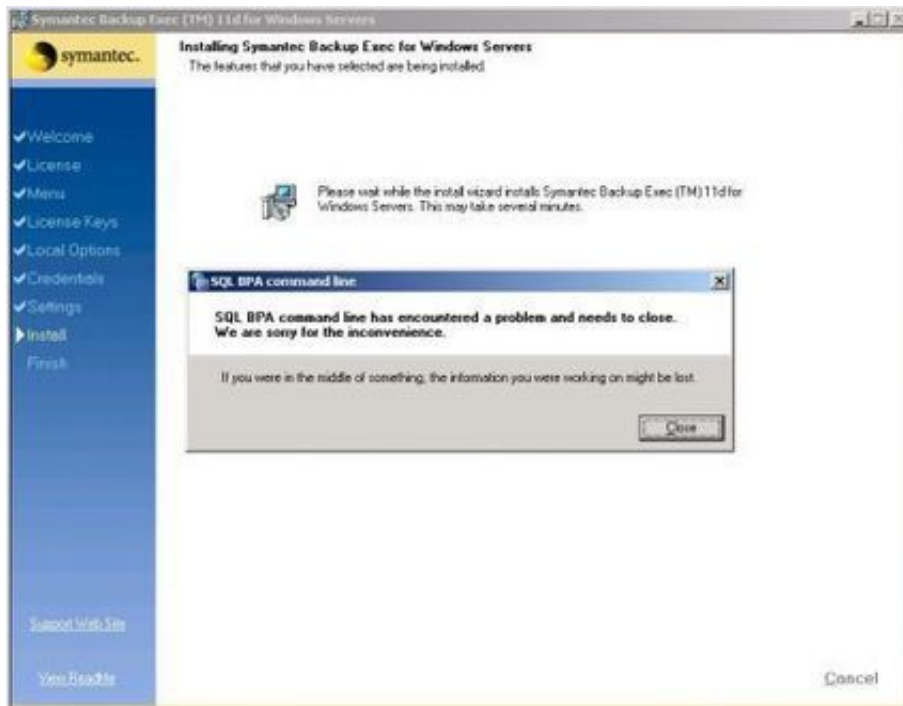 Symantec Backup Exec (TM) 11d for Windows Servers
symantec.
Installing Symantec Backup Exec for Windows Servers
The features that you have selected are being installed.
Welcome
License
Menu
License Keys
Local Options
Credentials
Settings
Install
Finish
Please wait while the install wizard installs Symantec Backup Exec (TM) 11d for
Windows Servers. This may take several minutes.
SQL BPA command line
SQL BPA command line has encountered a problem and needs to close.
We are sorry for the inconvenience.
If you were in the middle of something, the information you were working on might be lost.
Close
Support Web Site
View Readme
Cancel